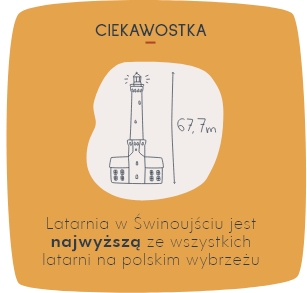 CIEKAWOSTKA
67,7m
Latarnia w Świnoujściu jest
najwyższą ze wszystkich
latarni na polskim wybrzeżu